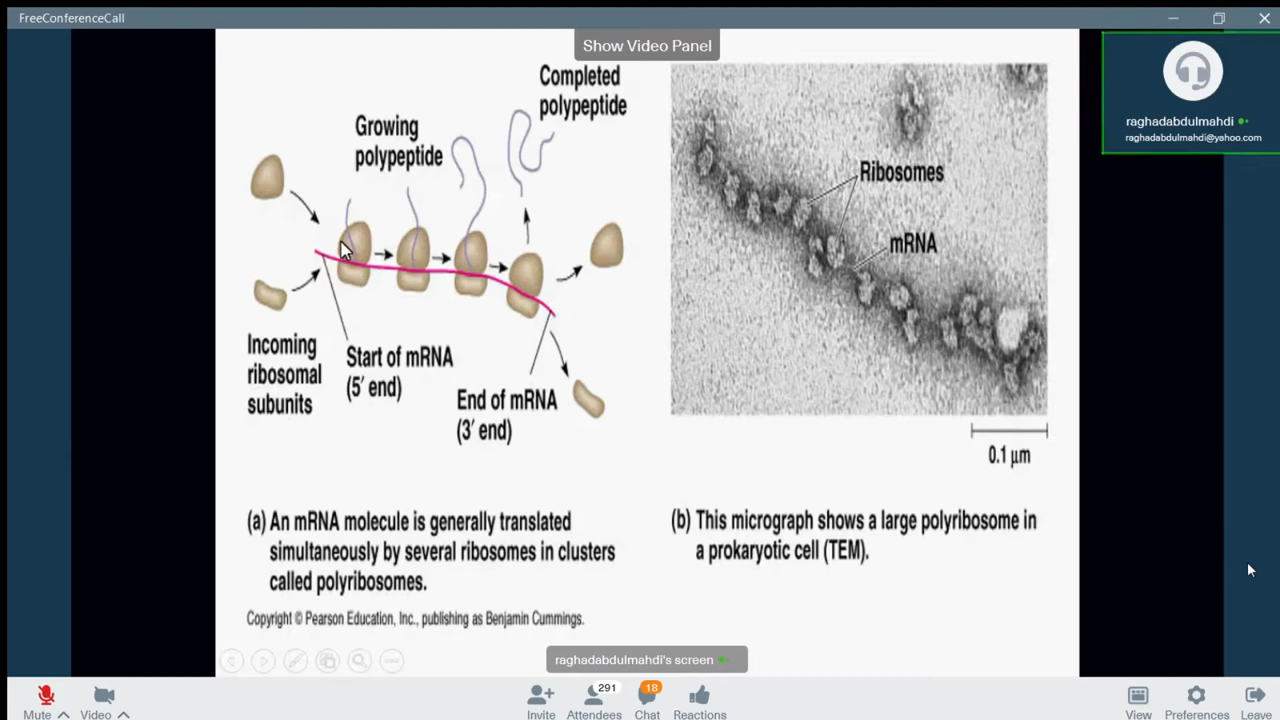 FreeConferenceCall
Show Video Panel
raghadabdulmahdi
raghadabdulmahdi@yahoo.com
Completed
polypeptide
Growing
polypeptide
Ribosomes
mRNA
Incoming
ribosomal
subunits
Start of mRNA
(5′ end)
End of mRNA
(3′ end)
0.1 µm
(a) An mRNA molecule is generally translated
simultaneously by several ribosomes in clusters
called polyribosomes.
(b) This micrograph shows a large polyribosome in
a prokaryotic cell (TEM).
Copyright © Pearson Education, Inc., publishing as Benjamin Cummings.
raghadabdulmahdi's screen
291
18
Mute
Video
Invite
Attendees
Chat
Reactions
View
Preferences
Leave